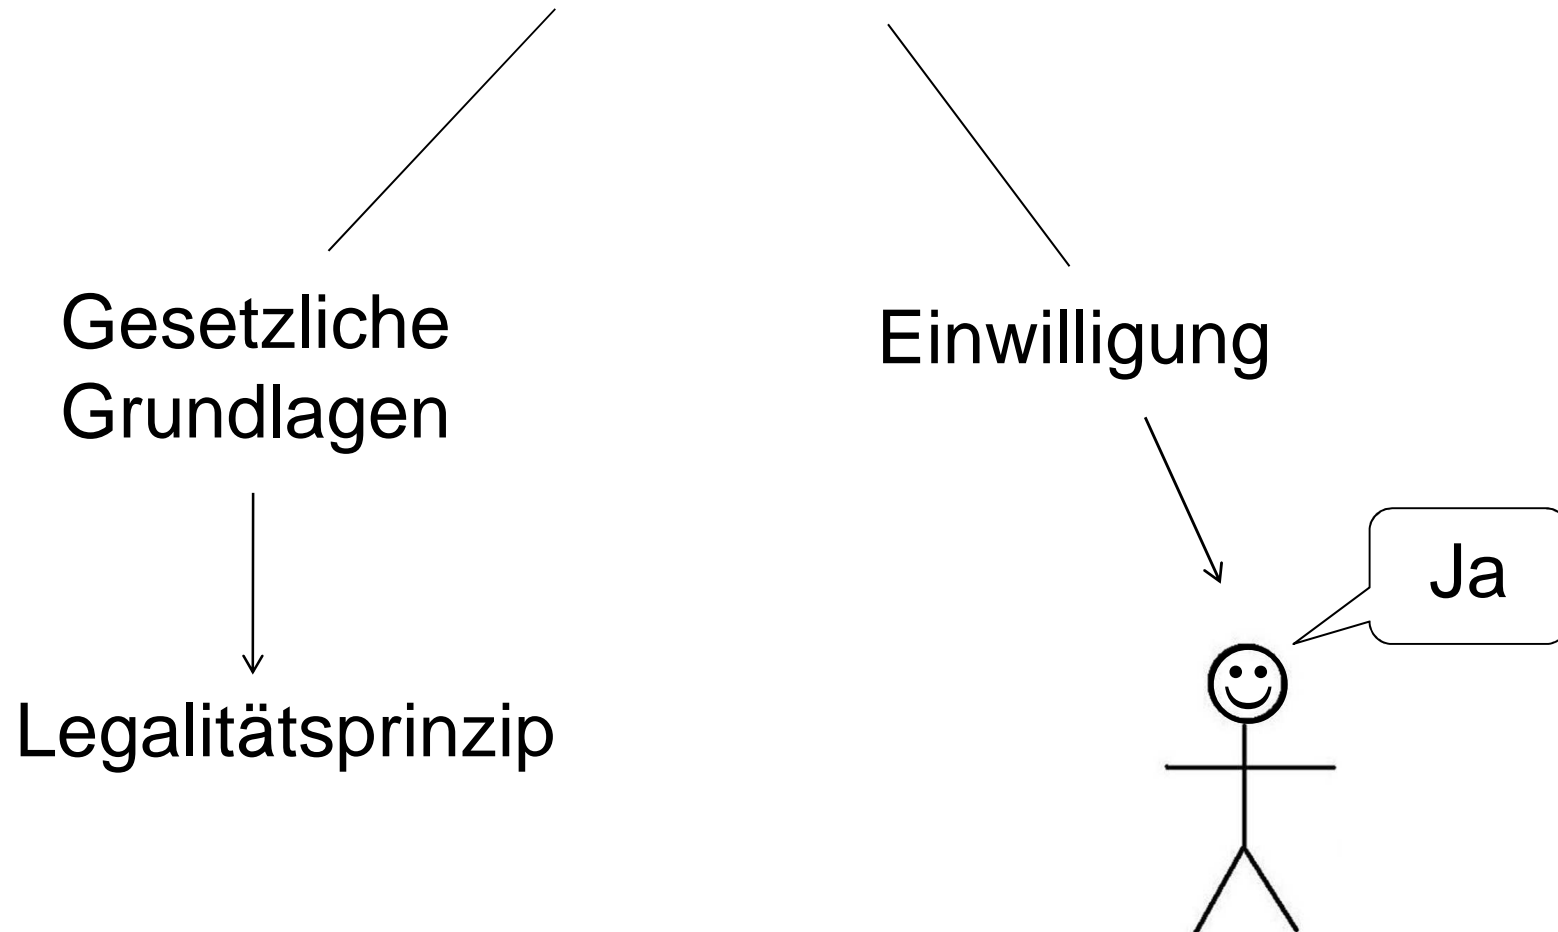 Gesetzliche
Grundlagen
Einwilligung
Ja
Legalitätsprinzip